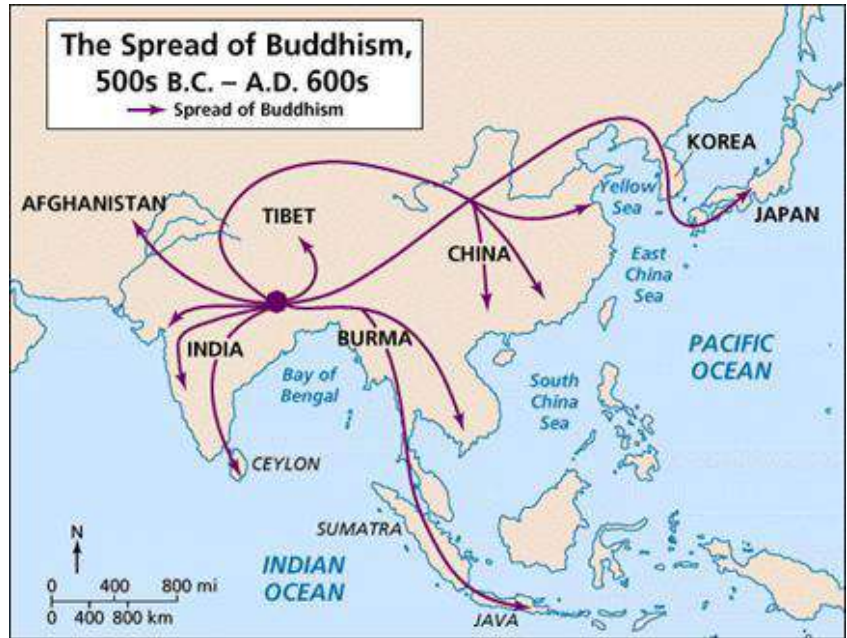 The Spread of Buddhism,
500s B.C. – A.D. 600s
Spread of Buddhism
KOREA
AFGHANISTAN
TIBET
Yellow
Sea
JAPAN
CHINA
East
China
Sea
INDIA
BURMA
PACIFIC
OCEAN
Bay of
Bengal
South
China
Sea
CEYLON
SUMATRA
N
INDIAN
OCEAN
0 400 800 mi
0 400 800 km
JAVA